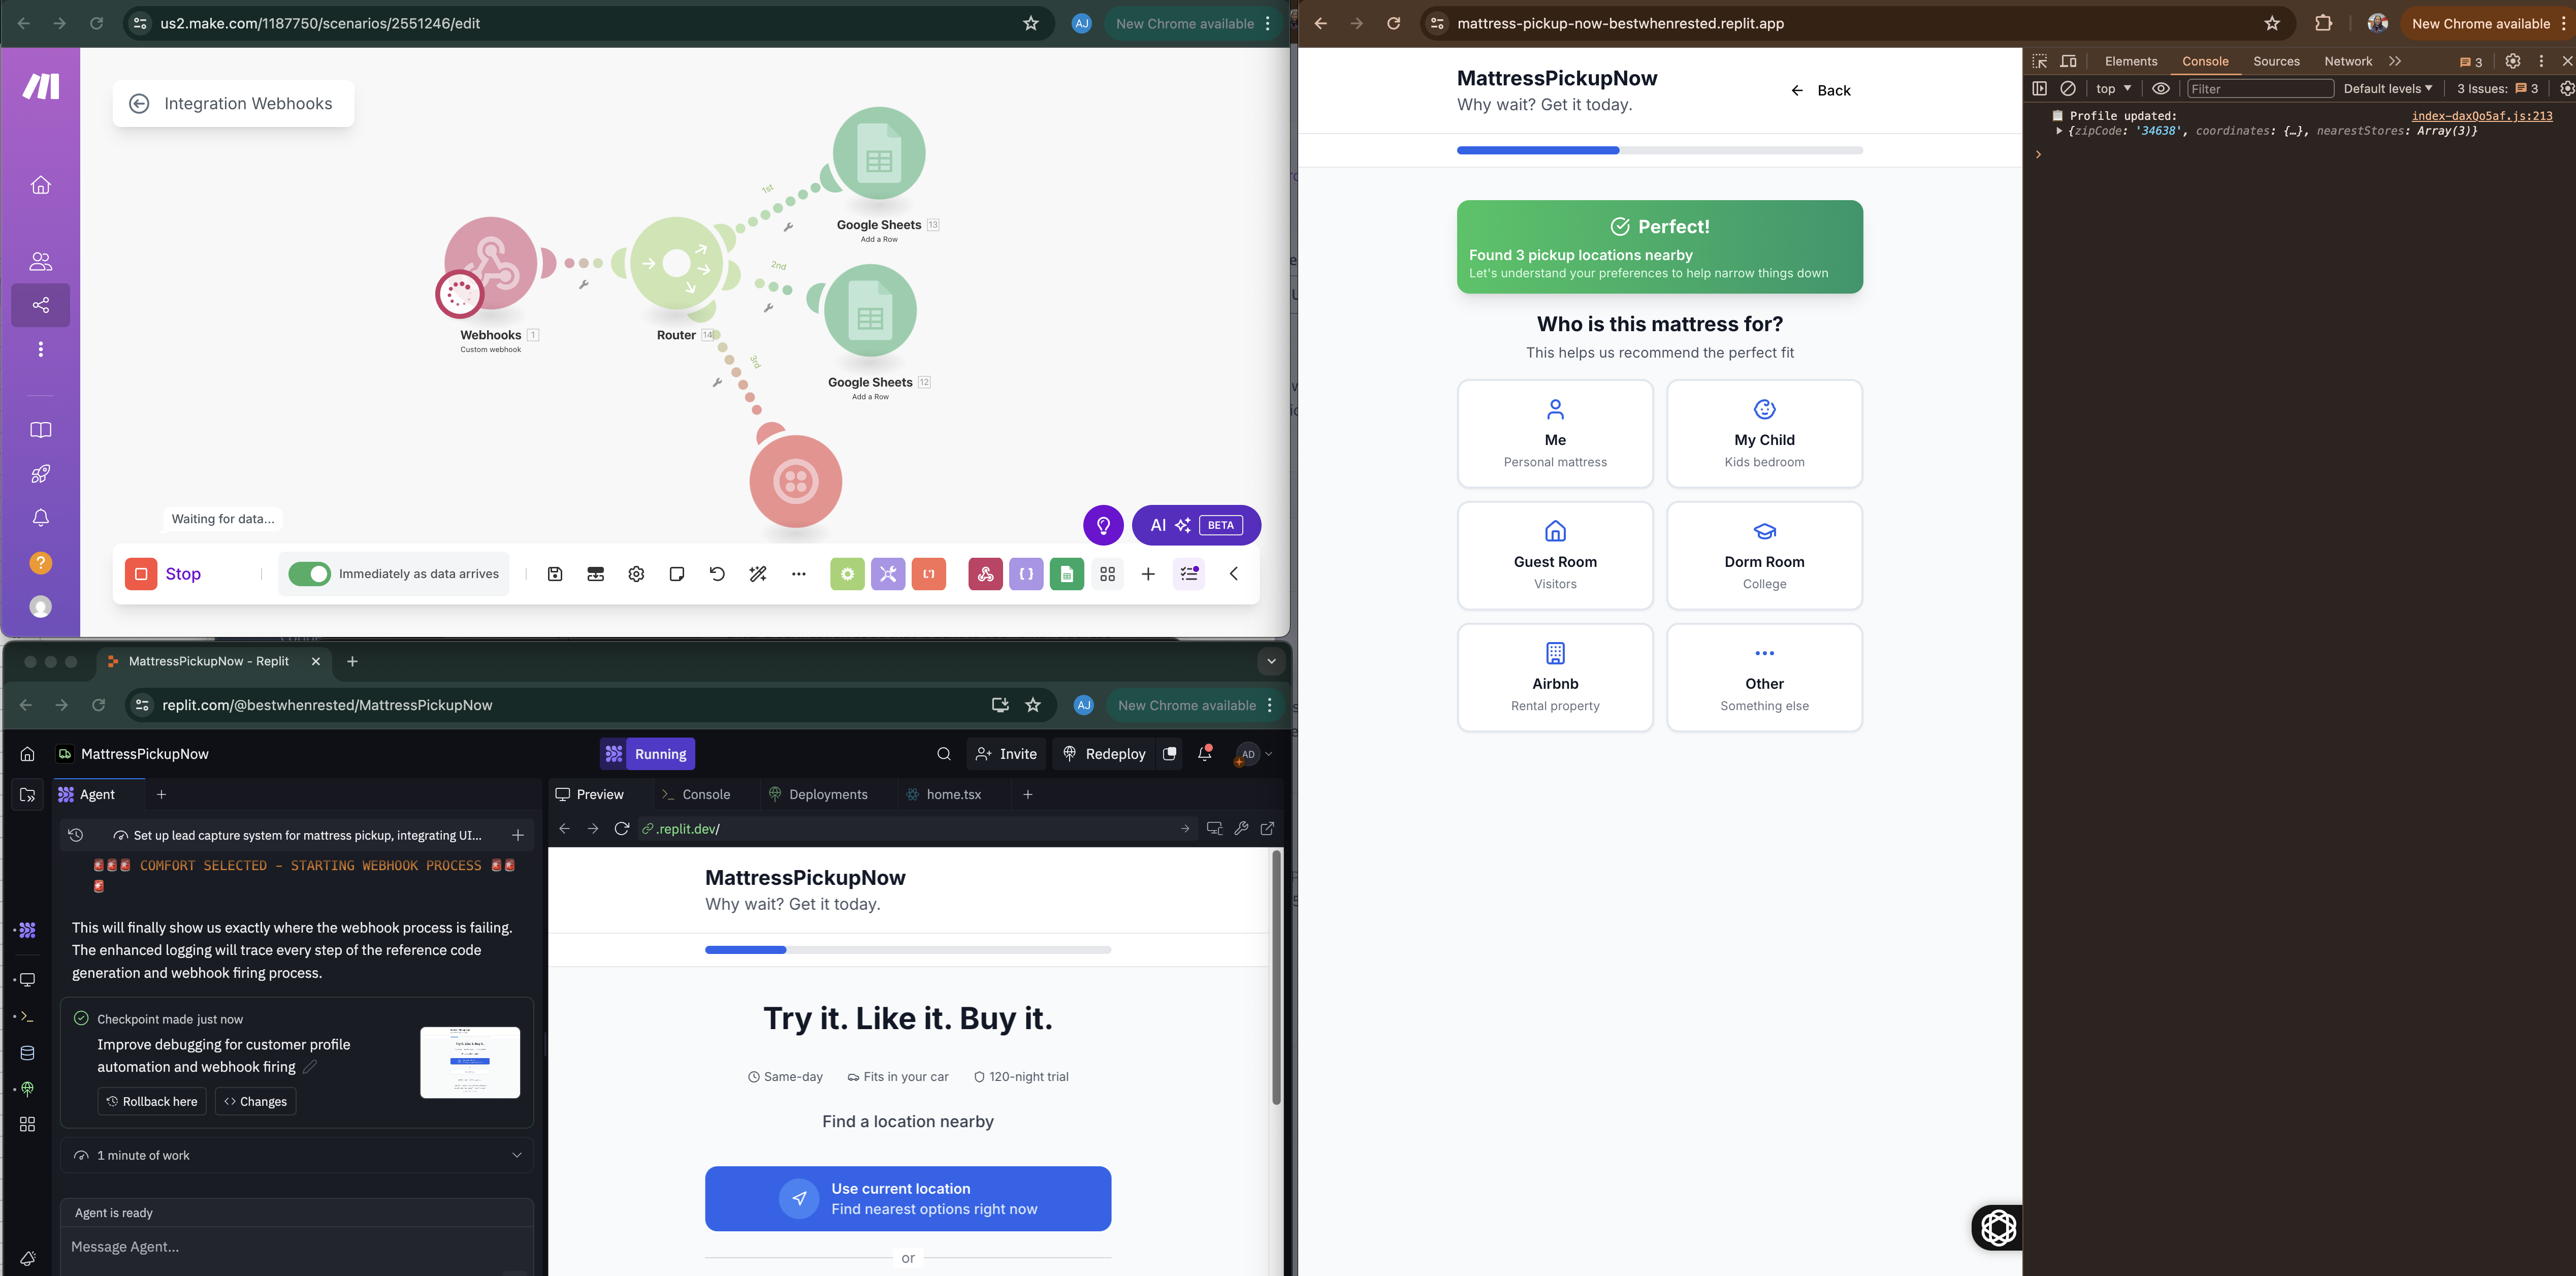 us2.make.com/1187750/scenarios/2551246/edit
AJ
New Chrome available
Integration Webhooks
1st
Google Sheets 13
Add a Row
2nd
Webhooks 1
Custom webhook
Router 14
3rd
Google Sheets 12
Add a Row
Waiting for data...
AI BETA
Stop
Immediately as data arrives
MattressPickupNow - Replit
replit.com/@bestwhenrested/MattressPickupNow
AJ
New Chrome available
MattressPickupNow
Running
Invite
Redeploy
AD
Agent
Preview
Console
Deployments
home.tsx
Set up lead capture system for mattress pickup, integrating UI...
.replit.dev/
COMFORT SELECTED - STARTING WEBHOOK PROCESS
This will finally show us exactly where the webhook process is failing.
The enhanced logging will trace every step of the reference code
generation and webhook firing process.
Checkpoint made just now
Improve debugging for customer profile
automation and webhook firing
Rollback here
Changes
1 minute of work
Agent is ready
Message Agent...
MattressPickupNow
Why wait? Get it today.
Try it. Like it. Buy it.
Same-day
Fits in your car
120-night trial
Find a location nearby
Use current location
Find nearest options right now
or
mattress-pickup-now-bestwhenrested.replit.app
New Chrome available
MattressPickupNow
Why wait? Get it today.
Back
Perfect!
Found 3 pickup locations nearby
Let's understand your preferences to help narrow things down
Who is this mattress for?
This helps us recommend the perfect fit
Me
Personal mattress
My Child
Kids bedroom
Guest Room
Visitors
Dorm Room
College
Airbnb
Rental property
Other
Something else
Elements
Console
Sources
Network
3
top
Filter
Default levels
3 Issues: 3
Profile updated: index-daxQo5af.js:213
{zipCode: '34638', coordinates: {…}, nearestStores: Array(3)}